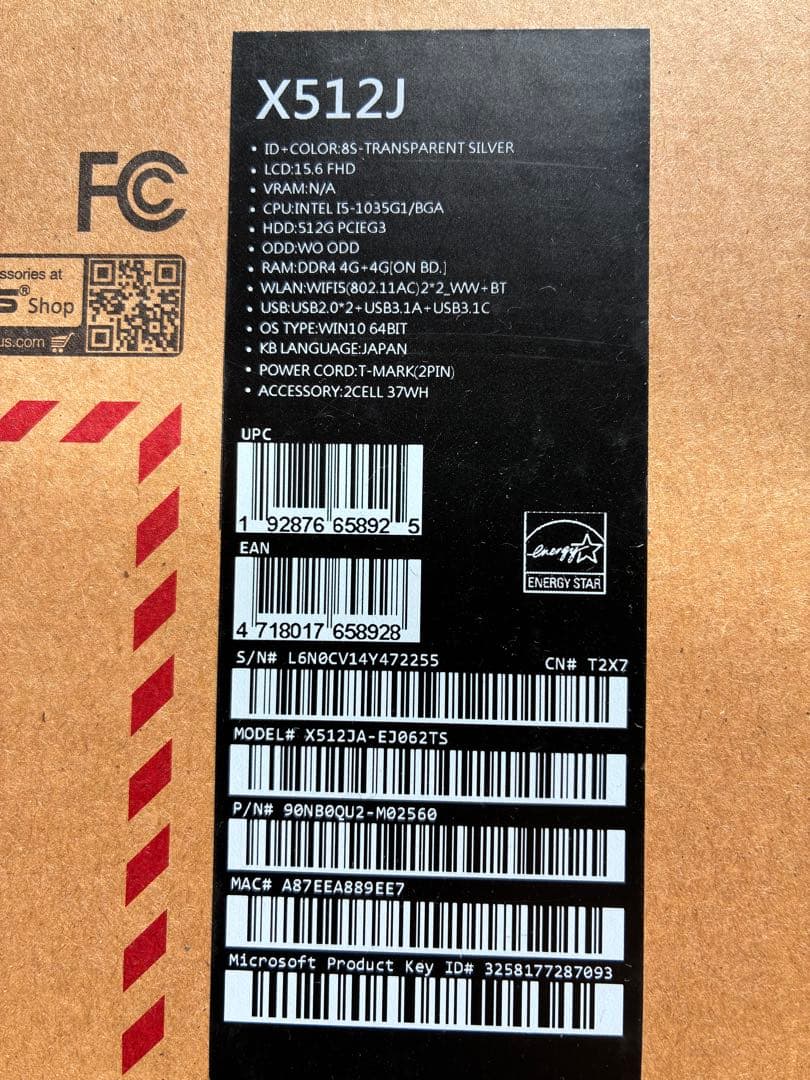 X512J
• ID+COLOR:8S-TRANSPARENT SILVER
• LCD:15.6 FHD
• VRAM:N/A
• CPU:INTEL I5-1035G1/BGA
• HDD:512G PCIEG3
• ODD:WO ODD
• RAM:DDR4 4G+4G[ON BD.]
• WLAN:WIFI5(802.11AC)2*2_WW+BT
• USB:USB2.0*2+USB3.1A+USB3.1C
• OS TYPE:WIN10 64BIT
• KB LANGUAGE:JAPAN
• POWER CORD:T-MARK(2PIN)
• ACCESSORY:2CELL 37WH
FC
ssories at
S® Shop
us.com
UPC
1 92876 65892 5
EAN
4 718017 658928
energy
ENERGY STAR
S/N# L6N0CV14Y472255 CN# T2X7
MODEL# X512JA-EJ062TS
P/N# 90NB0QU2-M02560
MAC# A87EEA889EE7
Microsoft Product Key ID# 3258177287093